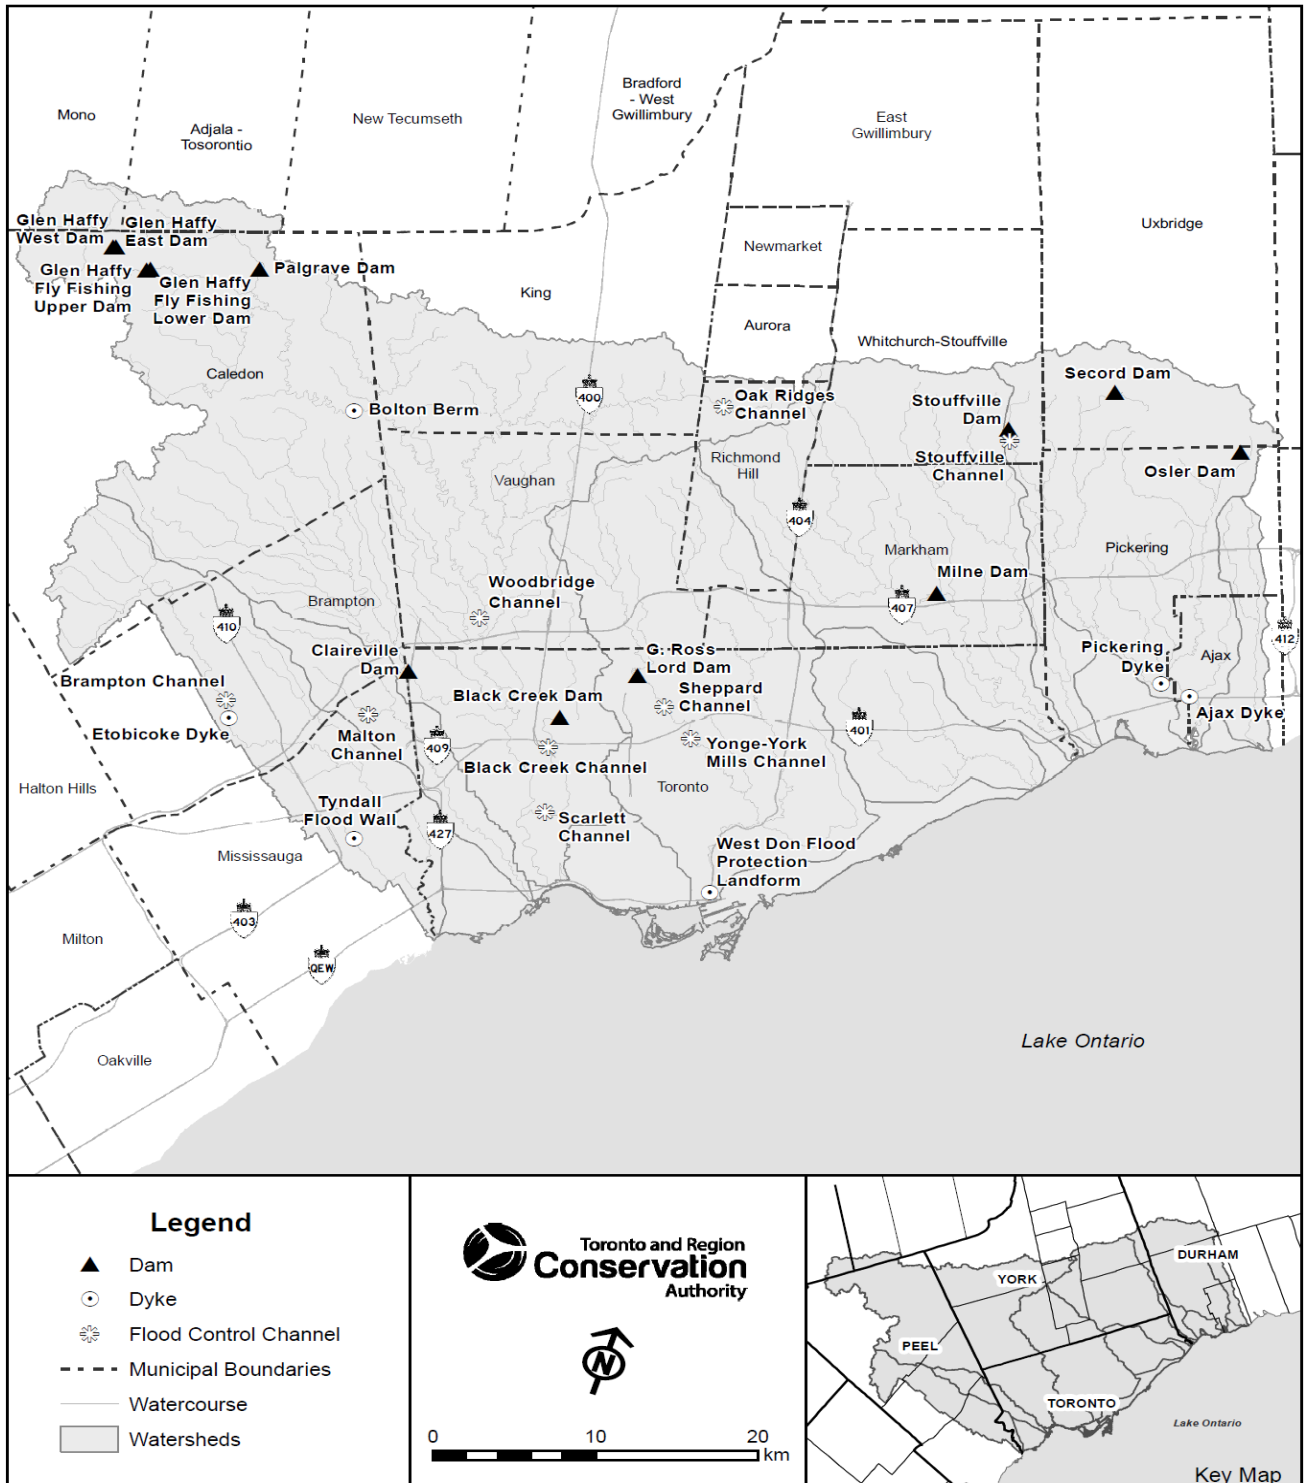 Mono
Adjala -
Tosorontio
New Tecumseth
Bradford
- West
Gwillimbury
East
Gwillimbury
Uxbridge
Glen Haffy
West Dam
Glen Haffy
East Dam
Glen Haffy
Fly Fishing
Upper Dam
Glen Haffy
Fly Fishing
Lower Dam
Palgrave Dam
King
Newmarket
Aurora
Whitchurch-Stouffville
Caledon
Bolton Berm
400
Oak Ridges
Channel
Stouffville
Dam
Stouffville
Channel
Secord Dam
Osler Dam
Vaughan
Richmond
Hill
404
Markham
Milne Dam
407
Pickering
Woodbridge
Channel
Brampton
410
Claireville
Dam
G. Ross
Lord Dam
Pickering
Dyke
Ajax
412
Brampton Channel
Etobicoke Dyke
Malton
Channel
409
Black Creek Dam
Black Creek Channel
Sheppard
Channel
Yonge-York
Mills Channel
401
Ajax Dyke
Halton Hills
Tyndall
Flood Wall
427
Scarlett
Channel
Toronto
Mississauga
West Don Flood
Protection
Landform
403
Milton
QEW
Oakville
Lake Ontario
Legend
Dam
Dyke
Flood Control Channel
Municipal Boundaries
Watercourse
Watersheds
Toronto and Region
Conservation
Authority
N
0 10 20
km
DURHAM
YORK
PEEL
TORONTO
Lake Ontario
Key Map